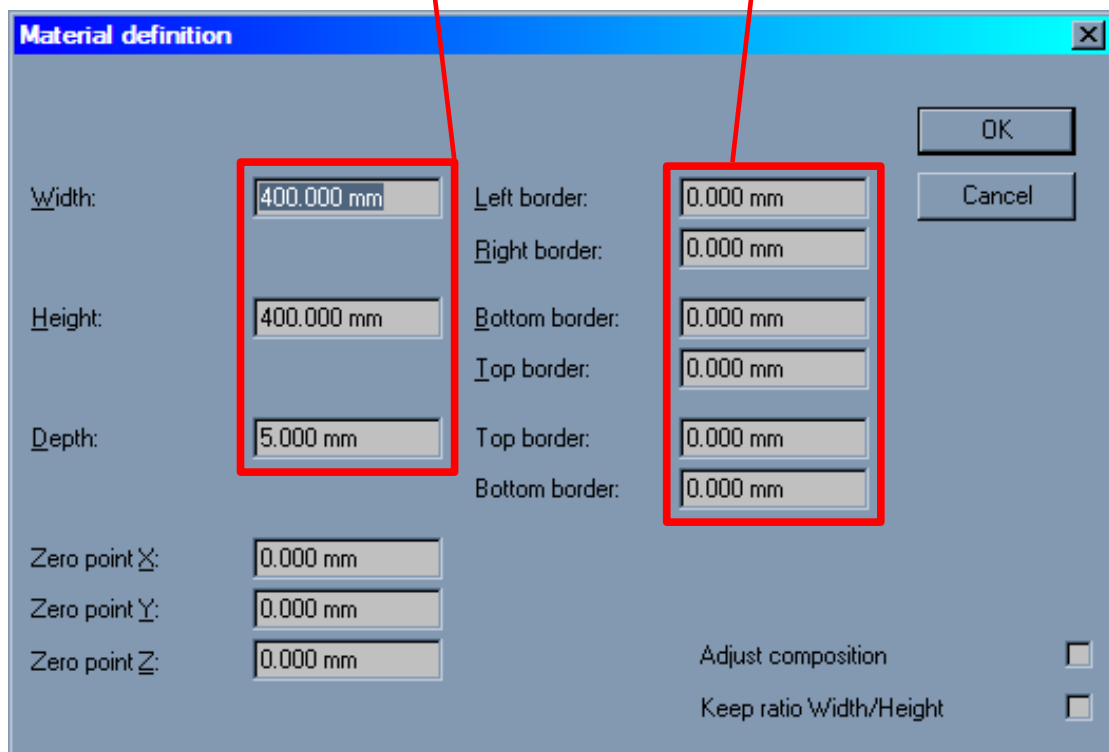 Material definition
OK
Width: 400.000 mm Left border: 0.000 mm Cancel
Right border: 0.000 mm
Height: 400.000 mm Bottom border: 0.000 mm
Top border: 0.000 mm
Depth: 5.000 mm Top border: 0.000 mm
Bottom border: 0.000 mm
Zero point X: 0.000 mm
Zero point Y: 0.000 mm
Zero point Z: 0.000 mm Adjust composition
Keep ratio Width/Height